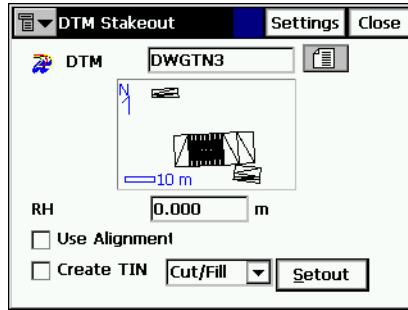 DTM Stakeout Settings Close
DTM DWGTN3
N
10 m
RH 0.000 m
Use Alignment
Create TIN Cut/Fill Setout